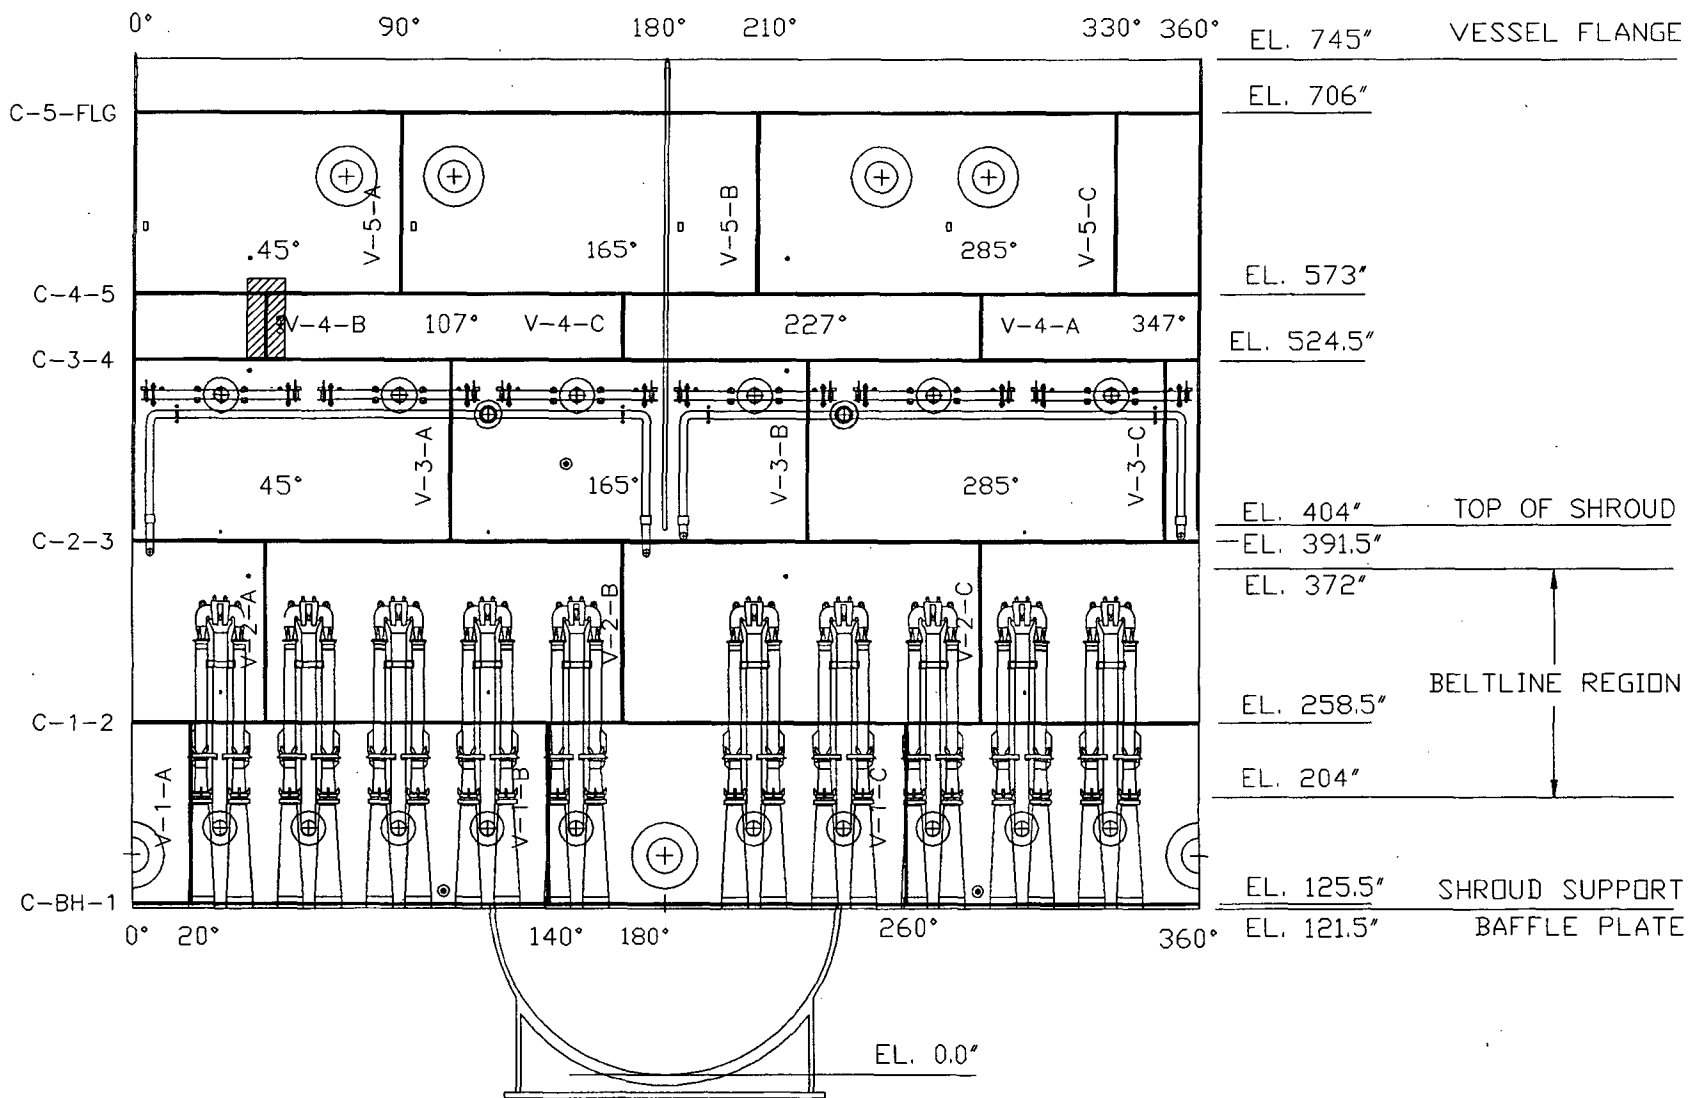 0° 90° 180° 210° 330° 360°
EL. 745" VESSEL FLANGE
EL. 706"
C-5-FLG
V-5-A V-5-B V-5-C
45° 165° 285°
EL. 573"
C-4-5
V-4-B 107° V-4-C 227° V-4-A 347°
EL. 524.5"
C-3-4
V-3-A V-3-B V-3-C
45° 165° 285°
EL. 404" TOP OF SHROUD
C-2-3
EL. 391.5"
EL. 372"
V-2-A V-2-B V-2-C
BELTLINE REGION
EL. 258.5"
C-1-2
V-1-A V-1-B V-1-C
EL. 204"
EL. 125.5" SHROUD SUPPORT
C-BH-1
0° 20° 140° 180° 260° 360°
EL. 121.5" BAFFLE PLATE
EL. 0.0"